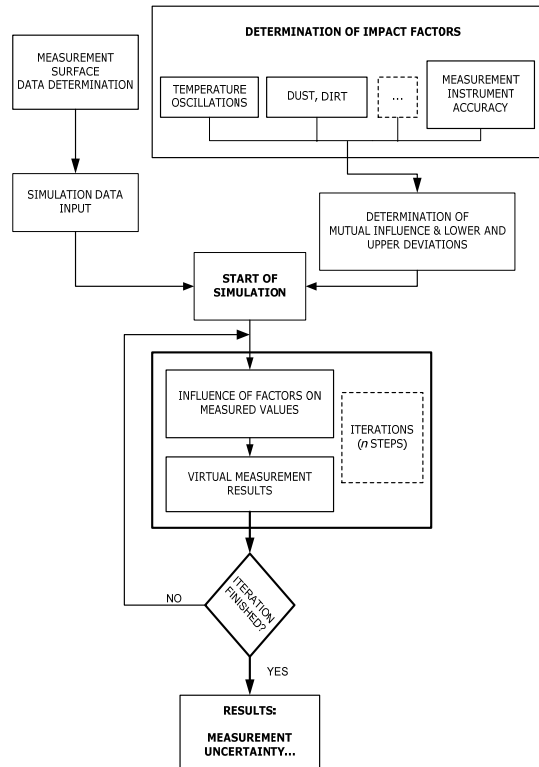 MEASUREMENT
SURFACE
DATA DETERMINATION
DETERMINATION OF IMPACT FACTORS
TEMPERATURE
OSCILLATIONS
DUST, DIRT
...
MEASUREMENT
INSTRUMENT
ACCURACY
SIMULATION DATA
INPUT
DETERMINATION OF
MUTUAL INFLUENCE & LOWER AND
UPPER DEVIATIONS
START OF
SIMULATION
INFLUENCE OF FACTORS ON
MEASURED VALUES
ITERATIONS
(n STEPS)
VIRTUAL MEASUREMENT
RESULTS
ITERATION
FINISHED?
NO
YES
RESULTS:
MEASUREMENT
UNCERTAINTY...